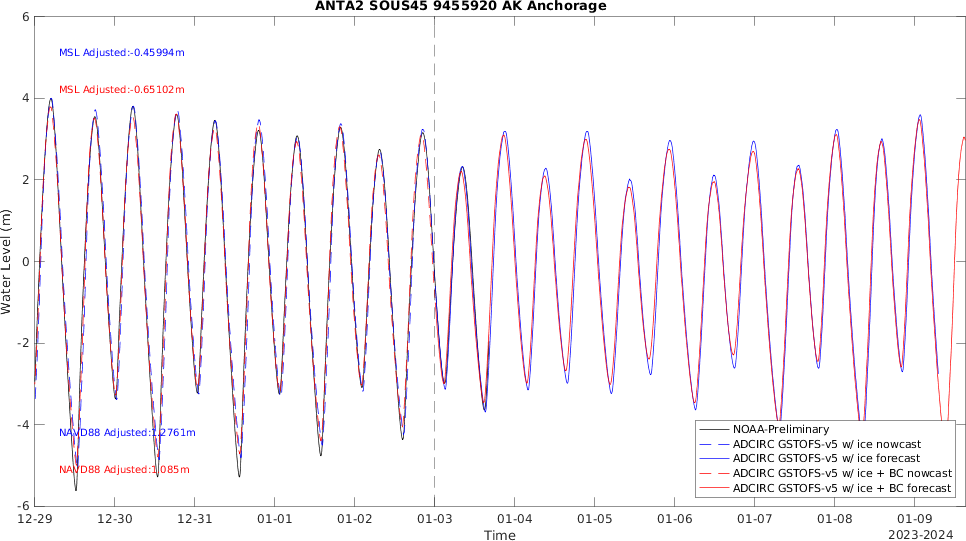 ANTA2 SOUS45 9455920 AK Anchorage
6
MSL Adjusted:-0.45994m
MSL Adjusted:-0.65102m
4
2
0
-2
-4
-6
Water Level (m)
NAVD88 Adjusted:1.2761m
NAVD88 Adjusted:1.085m
NOAA-Preliminary
ADCIRC GSTOFS-v5 w/ ice nowcast
ADCIRC GSTOFS-v5 w/ ice forecast
ADCIRC GSTOFS-v5 w/ ice + BC nowcast
ADCIRC GSTOFS-v5 w/ ice + BC forecast
12-29 12-30 12-31 01-01 01-02 01-03 01-04 01-05 01-06 01-07 01-08 01-09
Time
2023-2024